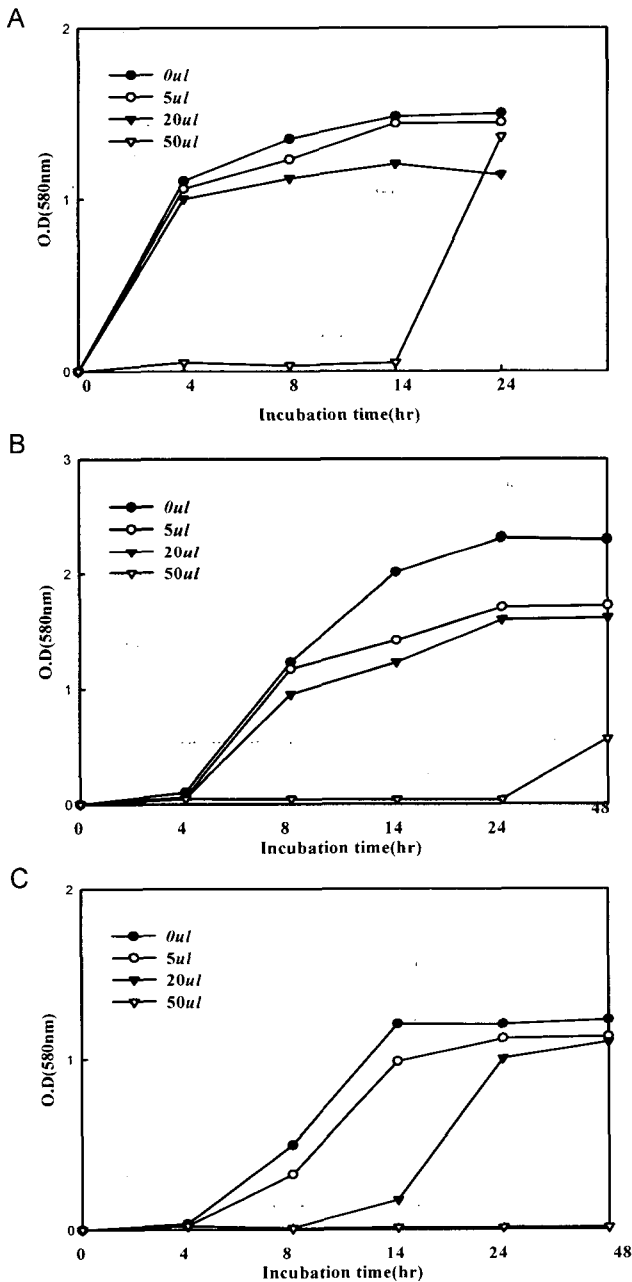 A
2
0ul
5ul
20ul
50ul
1
O.D(580nm)
0
0 4 8 14 24
Incubation time(hr)
B
3
0ul
5ul
20ul
50ul
2
O.D(580nm)
1
0
0 4 8 14 24 48
Incubation time(hr)
C
2
0ul
5ul
20ul
50ul
1
O.D(580nm)
0
0 4 8 14 24 48
Incubation time(hr)